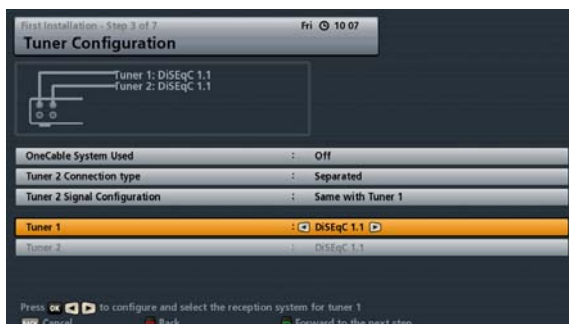 First Installation - Step 3 of 7 Fri 10 07
Tuner Configuration
Tuner 1: DiSEqC 1.1
Tuner 2: DiSEqC 1.1
OneCable System Used : Off
Tuner 2 Connection type : Separated
Tuner 2 Signal Configuration : Same with Tuner 1
Tuner 1 : DiSEqC 1.1
Tuner 2 : DiSEqC 1.1
Press OK to configure and select the reception system for tuner 1
Cancel Back Forward to the next step